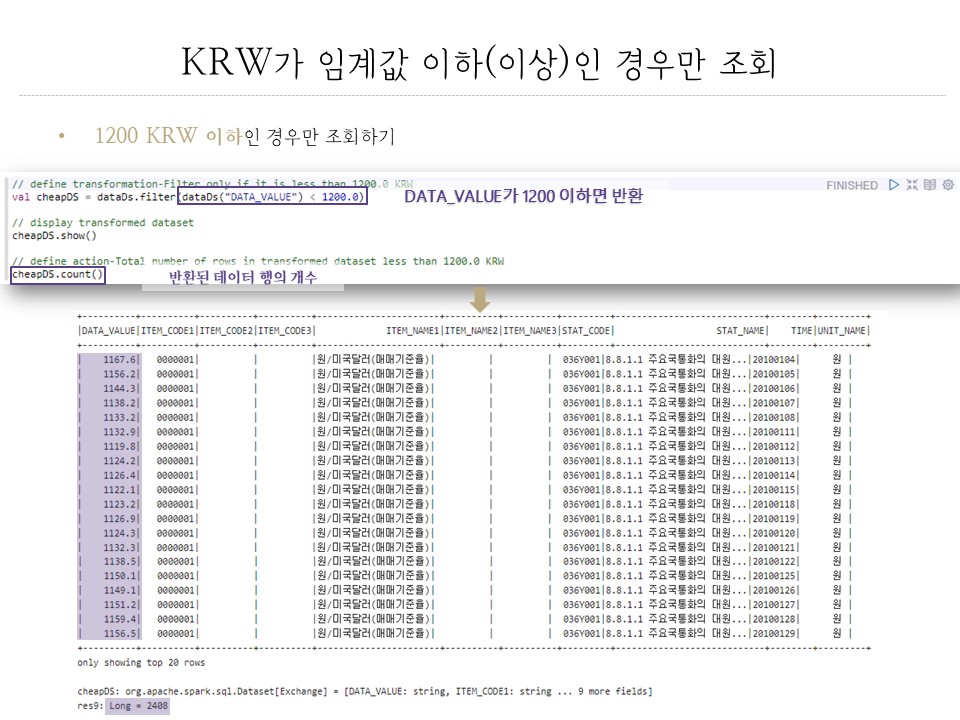 KRW가 임계값 이하(이상)인 경우만 조회
• 1200 KRW 이하인 경우만 조회하기
// define transformation-Filter only if it is less than 1200.0 KRW
FINISHED
val cheapDS = dataDs.filter(dataDs("DATA_VALUE") < 1200.0)
DATA_VALUE가 1200 이하면 반환
// display transformed dataset
cheapDS.show()
// define action-Total number of rows in transformed dataset less than 1200.0 KRW
cheapDS.count()
반환된 데이터 행의 개수
+----------+----------+----------+----------+--------------------+----------+----------+---------+--------------------------+--------+---------+
|DATA_VALUE|ITEM_CODE1|ITEM_CODE2|ITEM_CODE3| ITEM_NAME1|ITEM_NAME2|ITEM_NAME3|STAT_CODE| STAT_NAME| TIME|UNIT_NAME|
+----------+----------+----------+----------+--------------------+----------+----------+---------+--------------------------+--------+---------+
| 1167.6| 0000001| | |원/미국달러(매매기준율)| | | 036Y001|8.8.1.1 주요국통화의 대원...|20100104| 원 |
| 1156.2| 0000001| | |원/미국달러(매매기준율)| | | 036Y001|8.8.1.1 주요국통화의 대원...|20100105| 원 |
| 1144.3| 0000001| | |원/미국달러(매매기준율)| | | 036Y001|8.8.1.1 주요국통화의 대원...|20100106| 원 |
| 1138.2| 0000001| | |원/미국달러(매매기준율)| | | 036Y001|8.8.1.1 주요국통화의 대원...|20100107| 원 |
| 1133.2| 0000001| | |원/미국달러(매매기준율)| | | 036Y001|8.8.1.1 주요국통화의 대원...|20100108| 원 |
| 1132.9| 0000001| | |원/미국달러(매매기준율)| | | 036Y001|8.8.1.1 주요국통화의 대원...|20100111| 원 |
| 1119.8| 0000001| | |원/미국달러(매매기준율)| | | 036Y001|8.8.1.1 주요국통화의 대원...|20100112| 원 |
| 1124.2| 0000001| | |원/미국달러(매매기준율)| | | 036Y001|8.8.1.1 주요국통화의 대원...|20100113| 원 |
| 1126.4| 0000001| | |원/미국달러(매매기준율)| | | 036Y001|8.8.1.1 주요국통화의 대원...|20100114| 원 |
| 1122.1| 0000001| | |원/미국달러(매매기준율)| | | 036Y001|8.8.1.1 주요국통화의 대원...|20100115| 원 |
| 1123.2| 0000001| | |원/미국달러(매매기준율)| | | 036Y001|8.8.1.1 주요국통화의 대원...|20100118| 원 |
| 1126.9| 0000001| | |원/미국달러(매매기준율)| | | 036Y001|8.8.1.1 주요국통화의 대원...|20100119| 원 |
| 1124.3| 0000001| | |원/미국달러(매매기준율)| | | 036Y001|8.8.1.1 주요국통화의 대원...|20100120| 원 |
| 1132.3| 0000001| | |원/미국달러(매매기준율)| | | 036Y001|8.8.1.1 주요국통화의 대원...|20100121| 원 |
| 1138.5| 0000001| | |원/미국달러(매매기준율)| | | 036Y001|8.8.1.1 주요국통화의 대원...|20100122| 원 |
| 1150.1| 0000001| | |원/미국달러(매매기준율)| | | 036Y001|8.8.1.1 주요국통화의 대원...|20100125| 원 |
| 1149.1| 0000001| | |원/미국달러(매매기준율)| | | 036Y001|8.8.1.1 주요국통화의 대원...|20100126| 원 |
| 1151.2| 0000001| | |원/미국달러(매매기준율)| | | 036Y001|8.8.1.1 주요국통화의 대원...|20100127| 원 |
| 1159.4| 0000001| | |원/미국달러(매매기준율)| | | 036Y001|8.8.1.1 주요국통화의 대원...|20100128| 원 |
| 1156.5| 0000001| | |원/미국달러(매매기준율)| | | 036Y001|8.8.1.1 주요국통화의 대원...|20100129| 원 |
+----------+----------+----------+----------+--------------------+----------+----------+---------+--------------------------+--------+---------+
only showing top 20 rows
cheapDS: org.apache.spark.sql.Dataset[Exchange] = [DATA_VALUE: string, ITEM_CODE1: string ... 9 more fields]
res9: Long = 2408